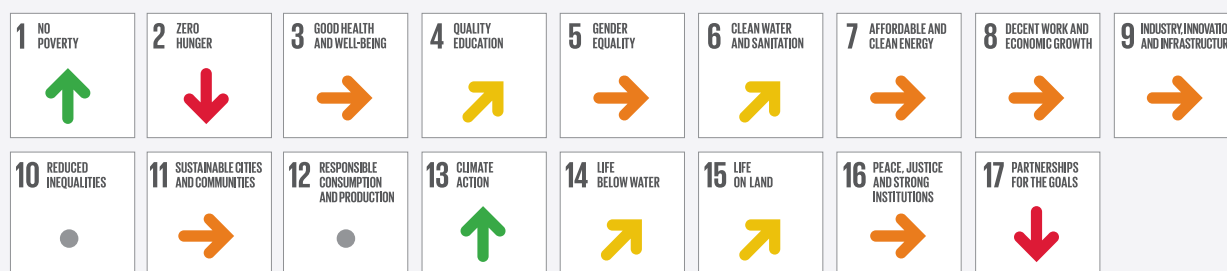 1 NO
POVERTY
2 ZERO
HUNGER
3 GOOD HEALTH
AND WELL-BEING
4 QUALITY
EDUCATION
5 GENDER
EQUALITY
6 CLEAN WATER
AND SANITATION
7 AFFORDABLE AND
CLEAN ENERGY
8 DECENT WORK AND
ECONOMIC GROWTH
9 INDUSTRY, INNOVATIO
AND INFRASTRUCTUR
10 REDUCED
INEQUALITIES
11 SUSTAINABLE CITIES
AND COMMUNITIES
12 RESPONSIBLE
CONSUMPTION
AND PRODUCTION
13 CLIMATE
ACTION
14 LIFE
BELOW WATER
15 LIFE
ON LAND
16 PEACE, JUSTICE
AND STRONG
INSTITUTIONS
17 PARTNERSHIPS
FOR THE GOALS